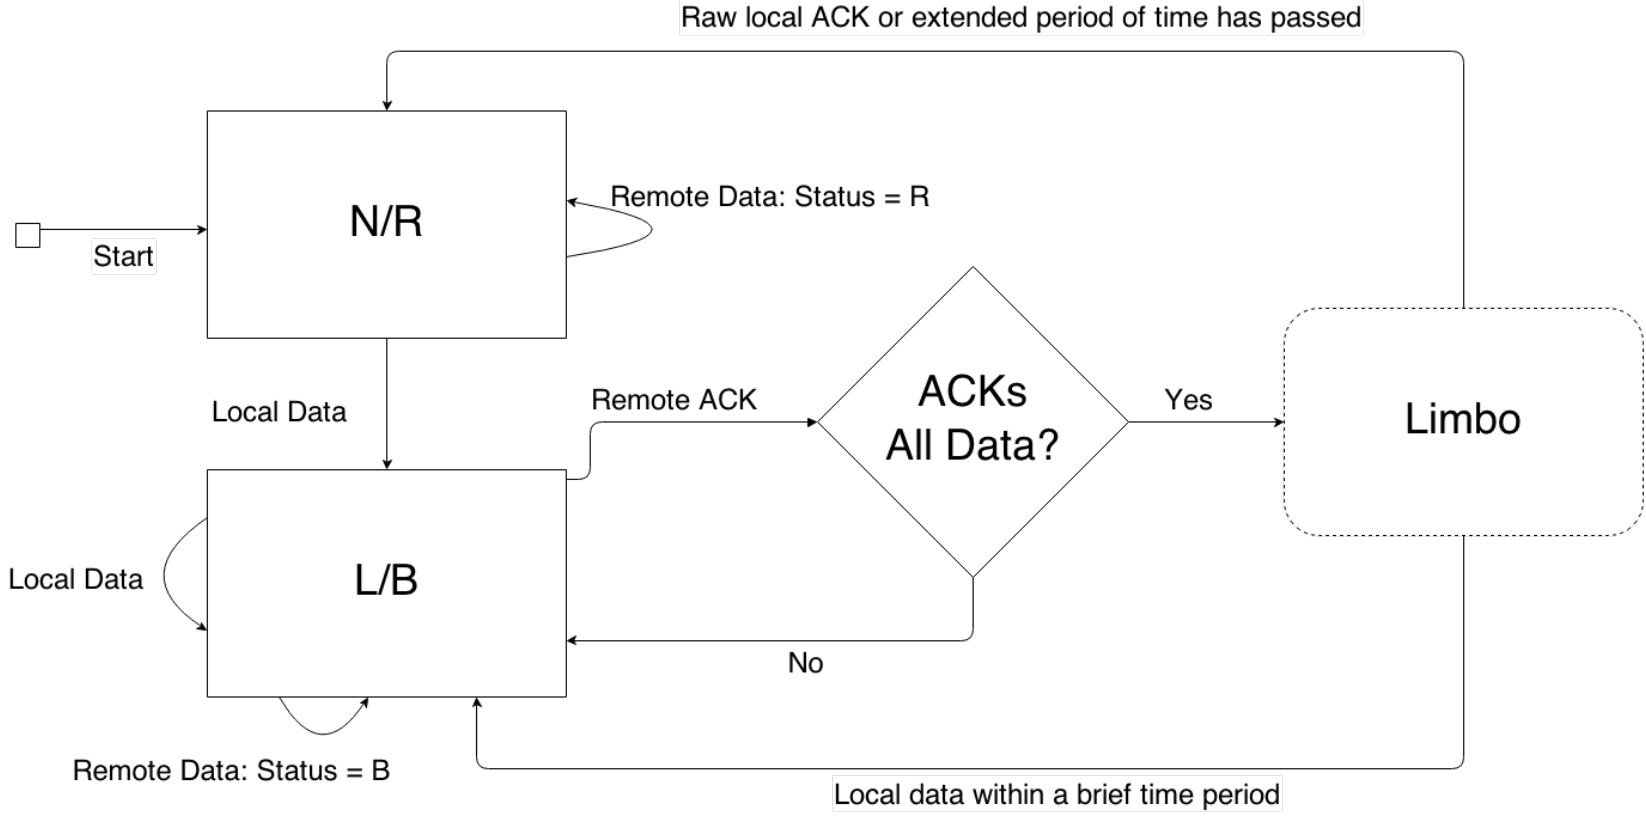 Raw local ACK or extended period of time has passed
N/R
Remote Data: Status = R
Start
Local Data
Remote ACK
ACKs
All Data?
Yes
Limbo
L/B
Local Data
No
Remote Data: Status = B
Local data within a brief time period